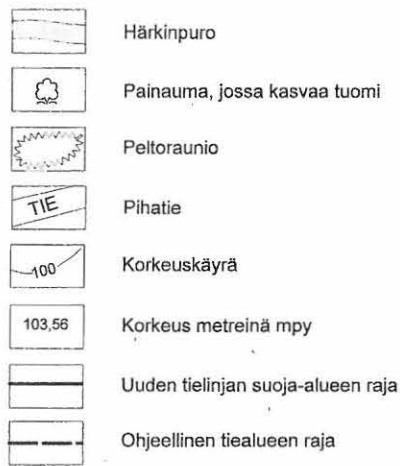 Härkinpuro
Painauma, jossa kasvaa tuomi
Peltoraunio
TIE Pihatie
100 Korkeuskäyrä
103,56 Korkeus metreinä mpy
Uuden tielinjan suoja-alueen raja
Ohjeellinen tiealueen raja